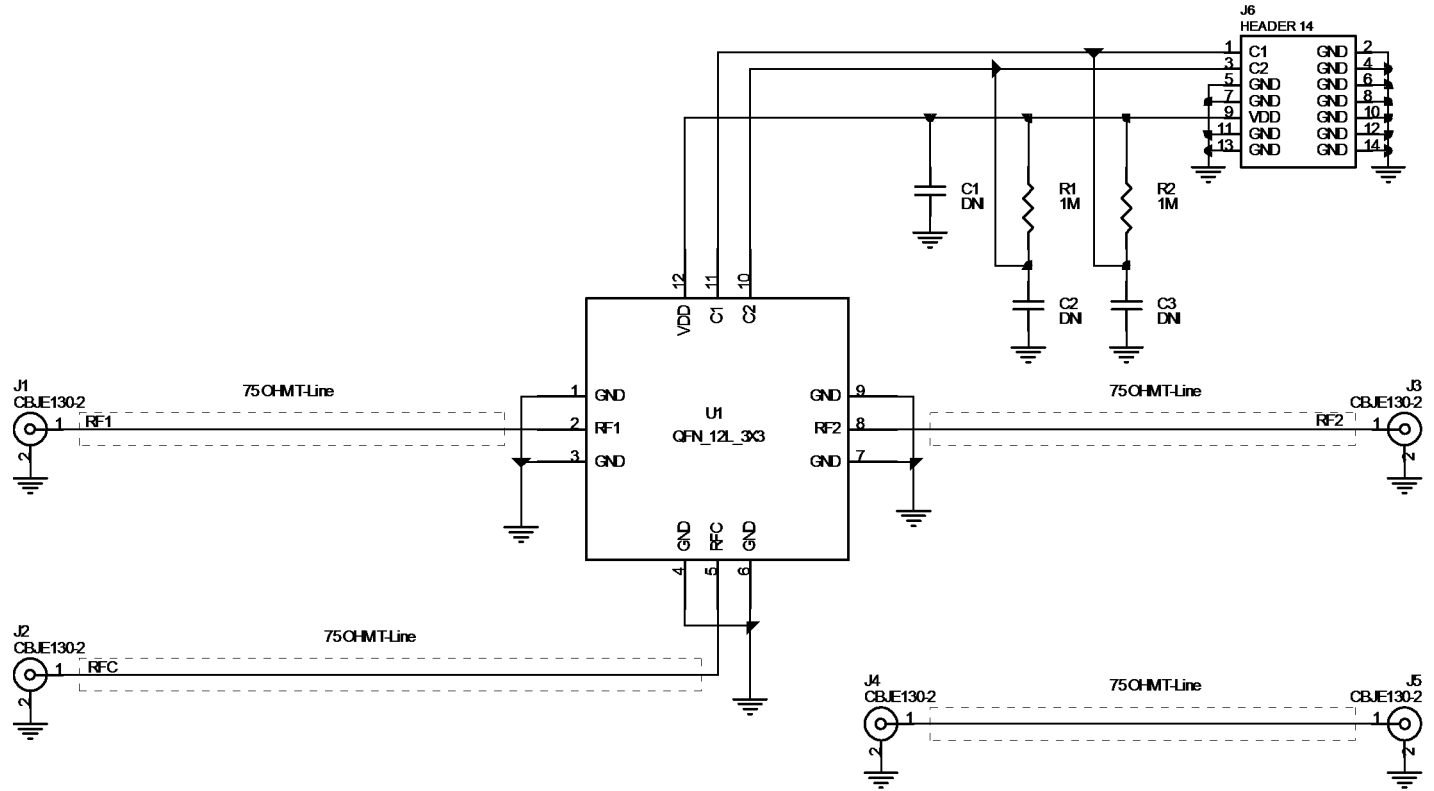 J6
HEADER 14
1 C1 GND 2
3 C2 GND 4
5 GND GND 6
7 GND GND 8
9 VDD GND 10
11 GND GND 12
13 GND GND 14
C1
DNI
R1
1M
R2
1M
12 11 10
VDD C1 C2
C2
DNI
C3
DNI
J1
CBJE130-2
75 OHM T-Line
1 RF1
2
1 GND
2 RF1
3 GND
U1
QFN_12L_3X3
GND 9
RF2 8
GND 7
75 OHM T-Line
J3
CBJE130-2
RF2 1
2
GND RFC GND
4 5 6
J2
CBJE130-2
75 OHM T-Line
1 RFC
2
J4
CBJE130-2
1
2
75 OHM T-Line
J5
CBJE130-2
1
2